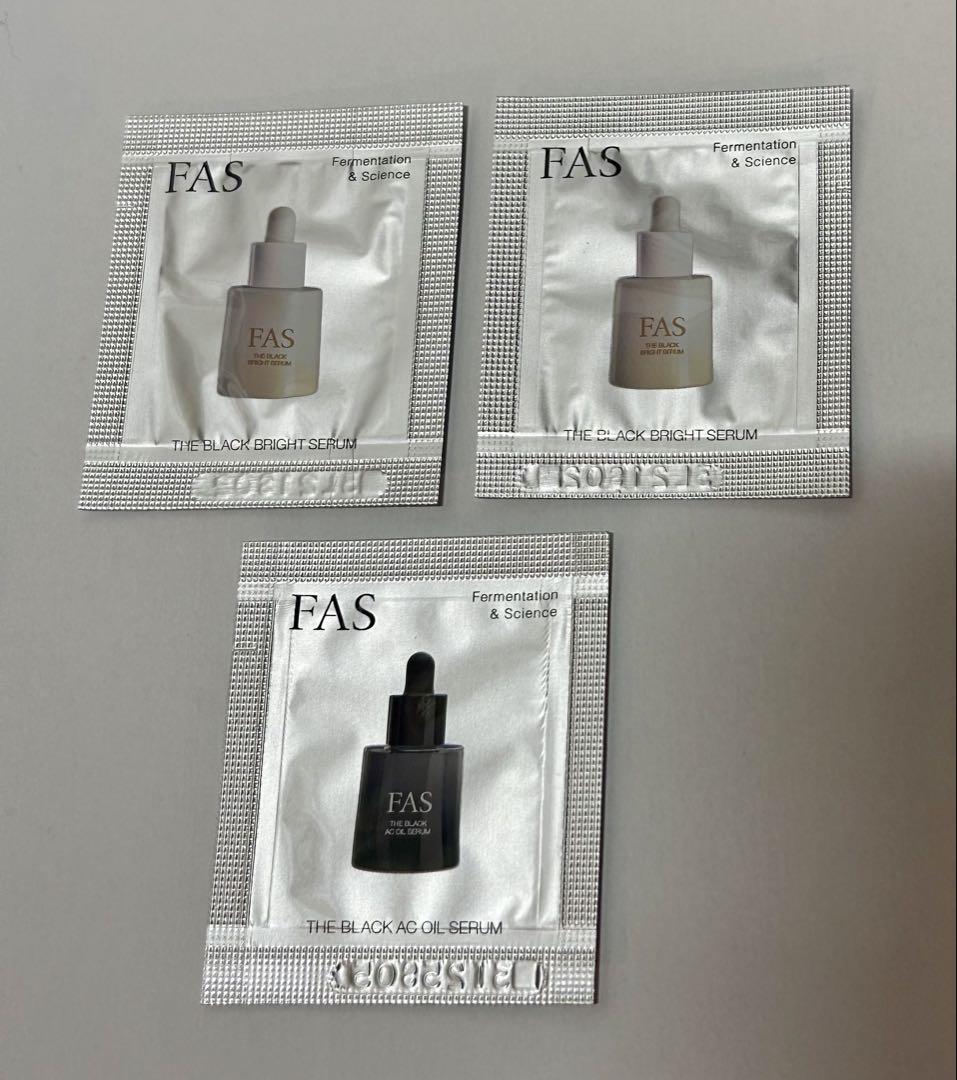 FAS
Fermentation
& Science
FAS
THE BLACK
BRIGHT SERUM
THE BLACK BRIGHT SERUM
FAS
Fermentation
& Science
FAS
THE BLACK
BRIGHT SERUM
THE BLACK BRIGHT SERUM
FAS
Fermentation
& Science
FAS
THE BLACK
AC OIL SERUM
THE BLACK AC OIL SERUM